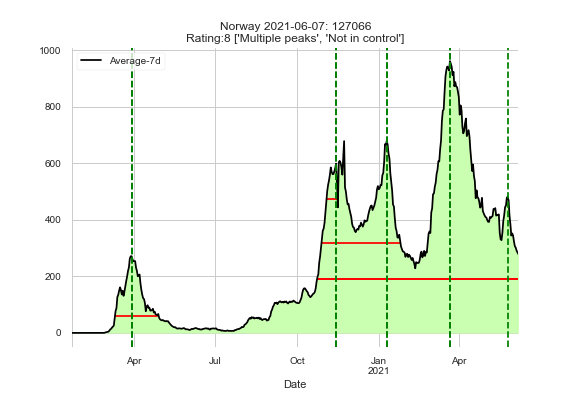 Norway 2021-06-07: 127066
Rating:8 ['Multiple peaks', 'Not in control']
Average-7d
1000
800
600
400
200
0
Apr
Jul
Oct
Jan
2021
Apr
Date